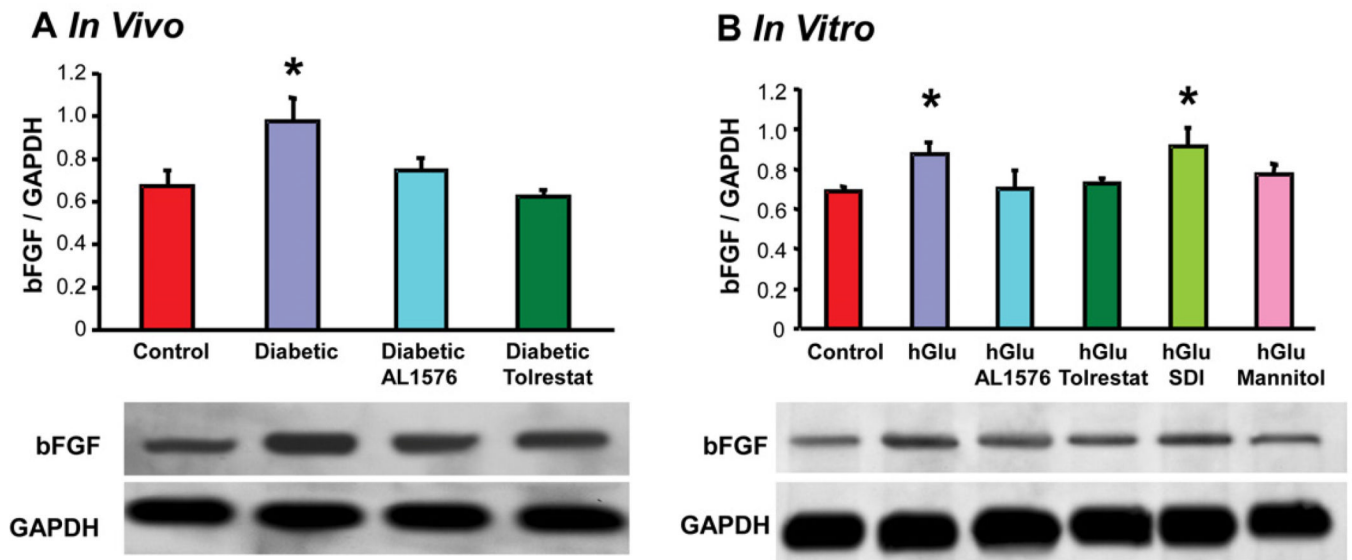 A In Vivo
*
bFGF / GAPDH
1.2
1.0
0.8
0.6
0.4
0.2
0
Control
Diabetic
Diabetic
AL1576
Diabetic
Tolrestat
bFGF
GAPDH
B In Vitro
*
*
bFGF / GAPDH
1.2
1.0
0.8
0.6
0.4
0.2
0
Control
hGlu
hGlu
AL1576
hGlu
Tolrestat
hGlu
SDI
hGlu
Mannitol
bFGF
GAPDH